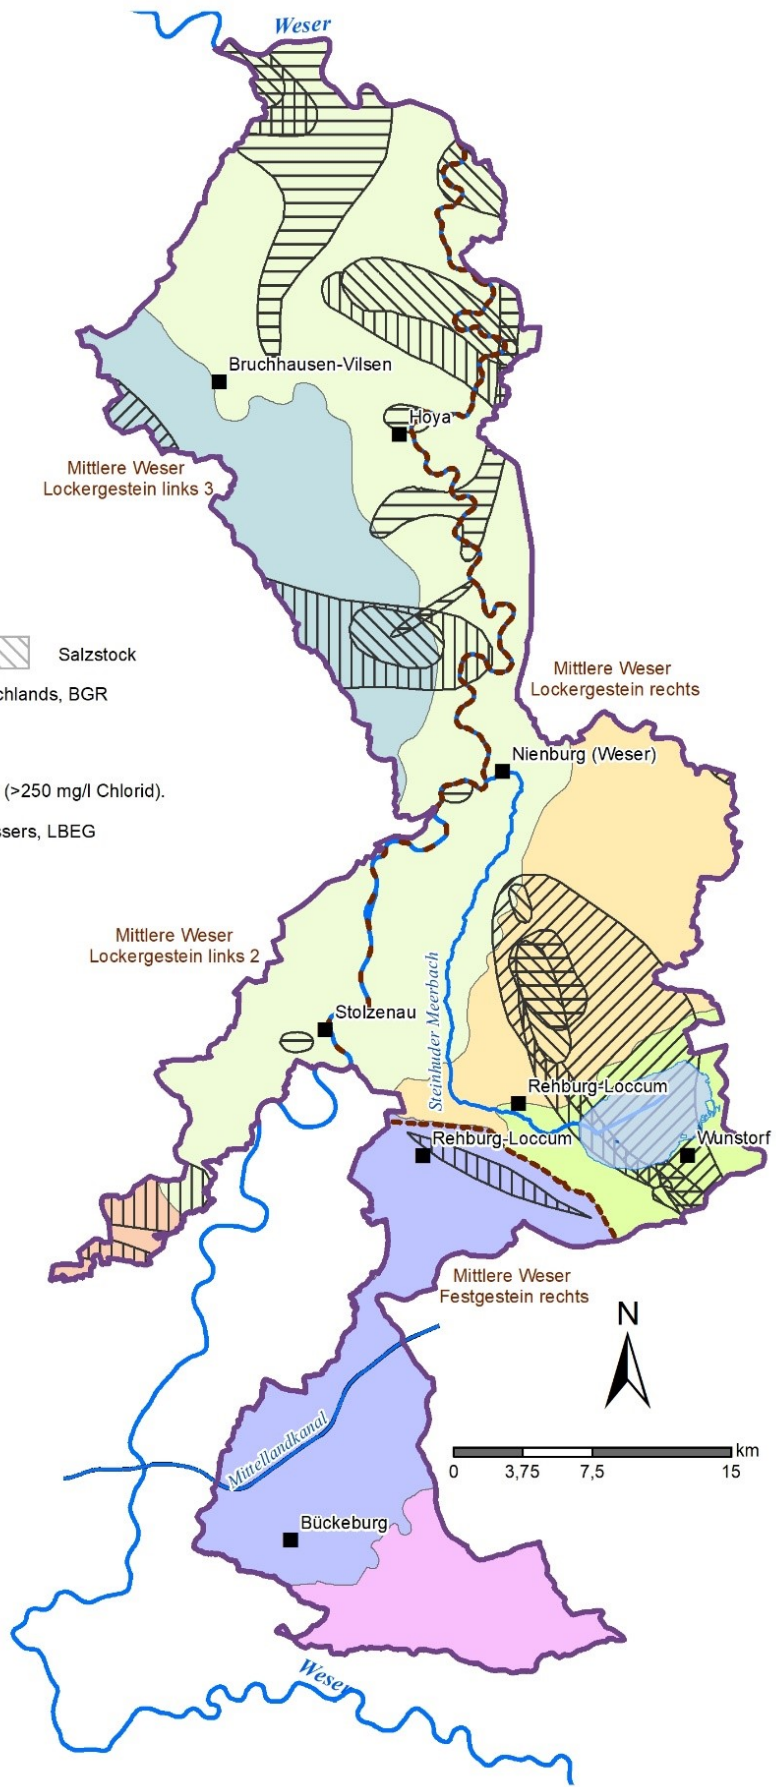 Weser
Bruchhausen-Vilsen
Hoya
Mittlere Weser
Lockergestein links 3
Salzstock
chlands, BGR
Mittlere Weser
Lockergestein rechts
Nienburg (Weser)
(>250 mg/l Chlorid).
ssers, LBEG
Mittlere Weser
Lockergestein links 2
Steinhuder Meerbach
Stolzenau
Rehburg-Loccum
Rehburg-Loccum
Wunstorf
Mittlere Weser
Festgestein rechts
N
km
0 3,75 7,5 15
Mittellandkanal
Bückeburg
Weser